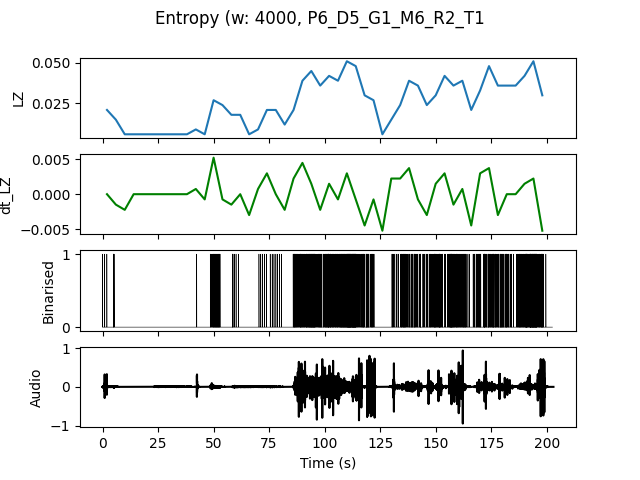 Entropy (w: 4000, P6_D5_G1_M6_R2_T1
0.050
0.025
LZ
0.005
0.000
−0.005
dt_LZ
1
0
Binarised
1
0
−1
Audio
0 25 50 75 100 125 150 175 200
Time (s)